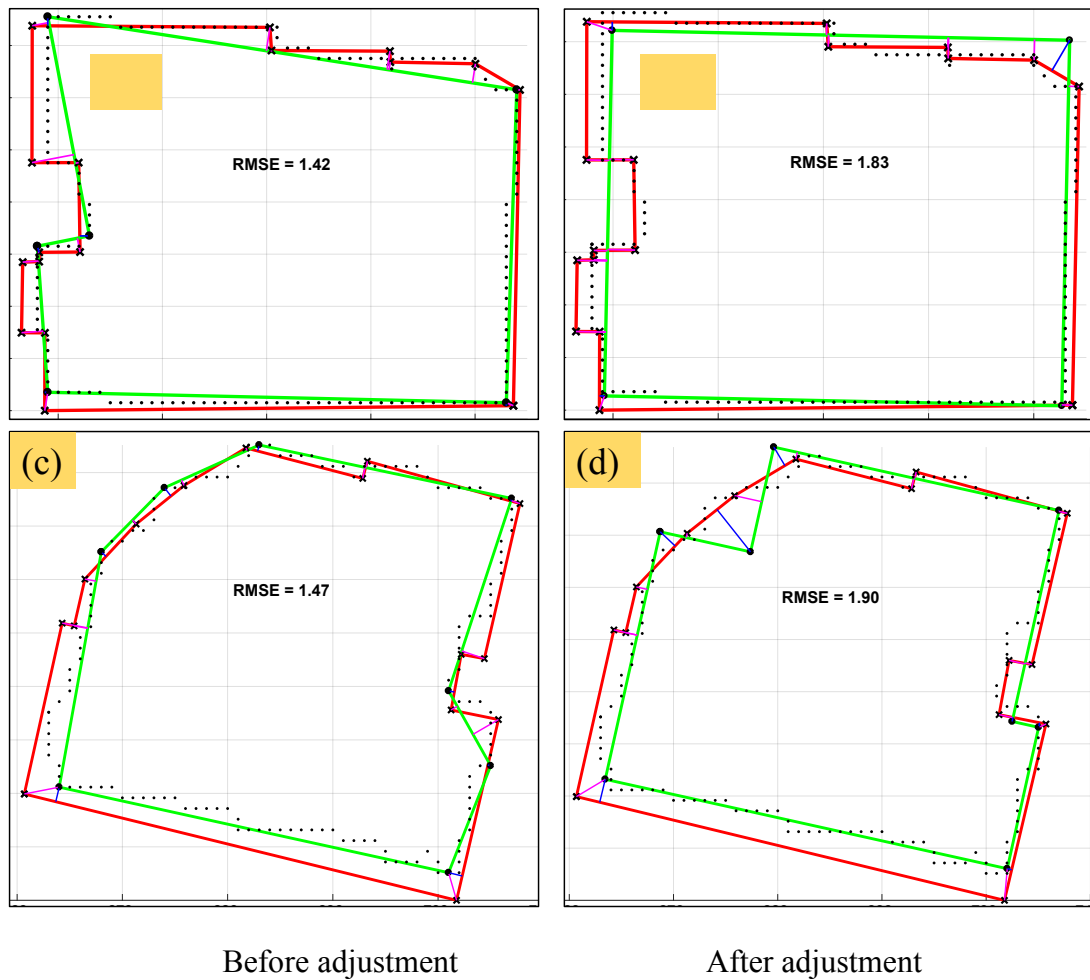 RMSE = 1.42
RMSE = 1.83
(c)
(d)
RMSE = 1.47
RMSE = 1.90
Before adjustment
After adjustment